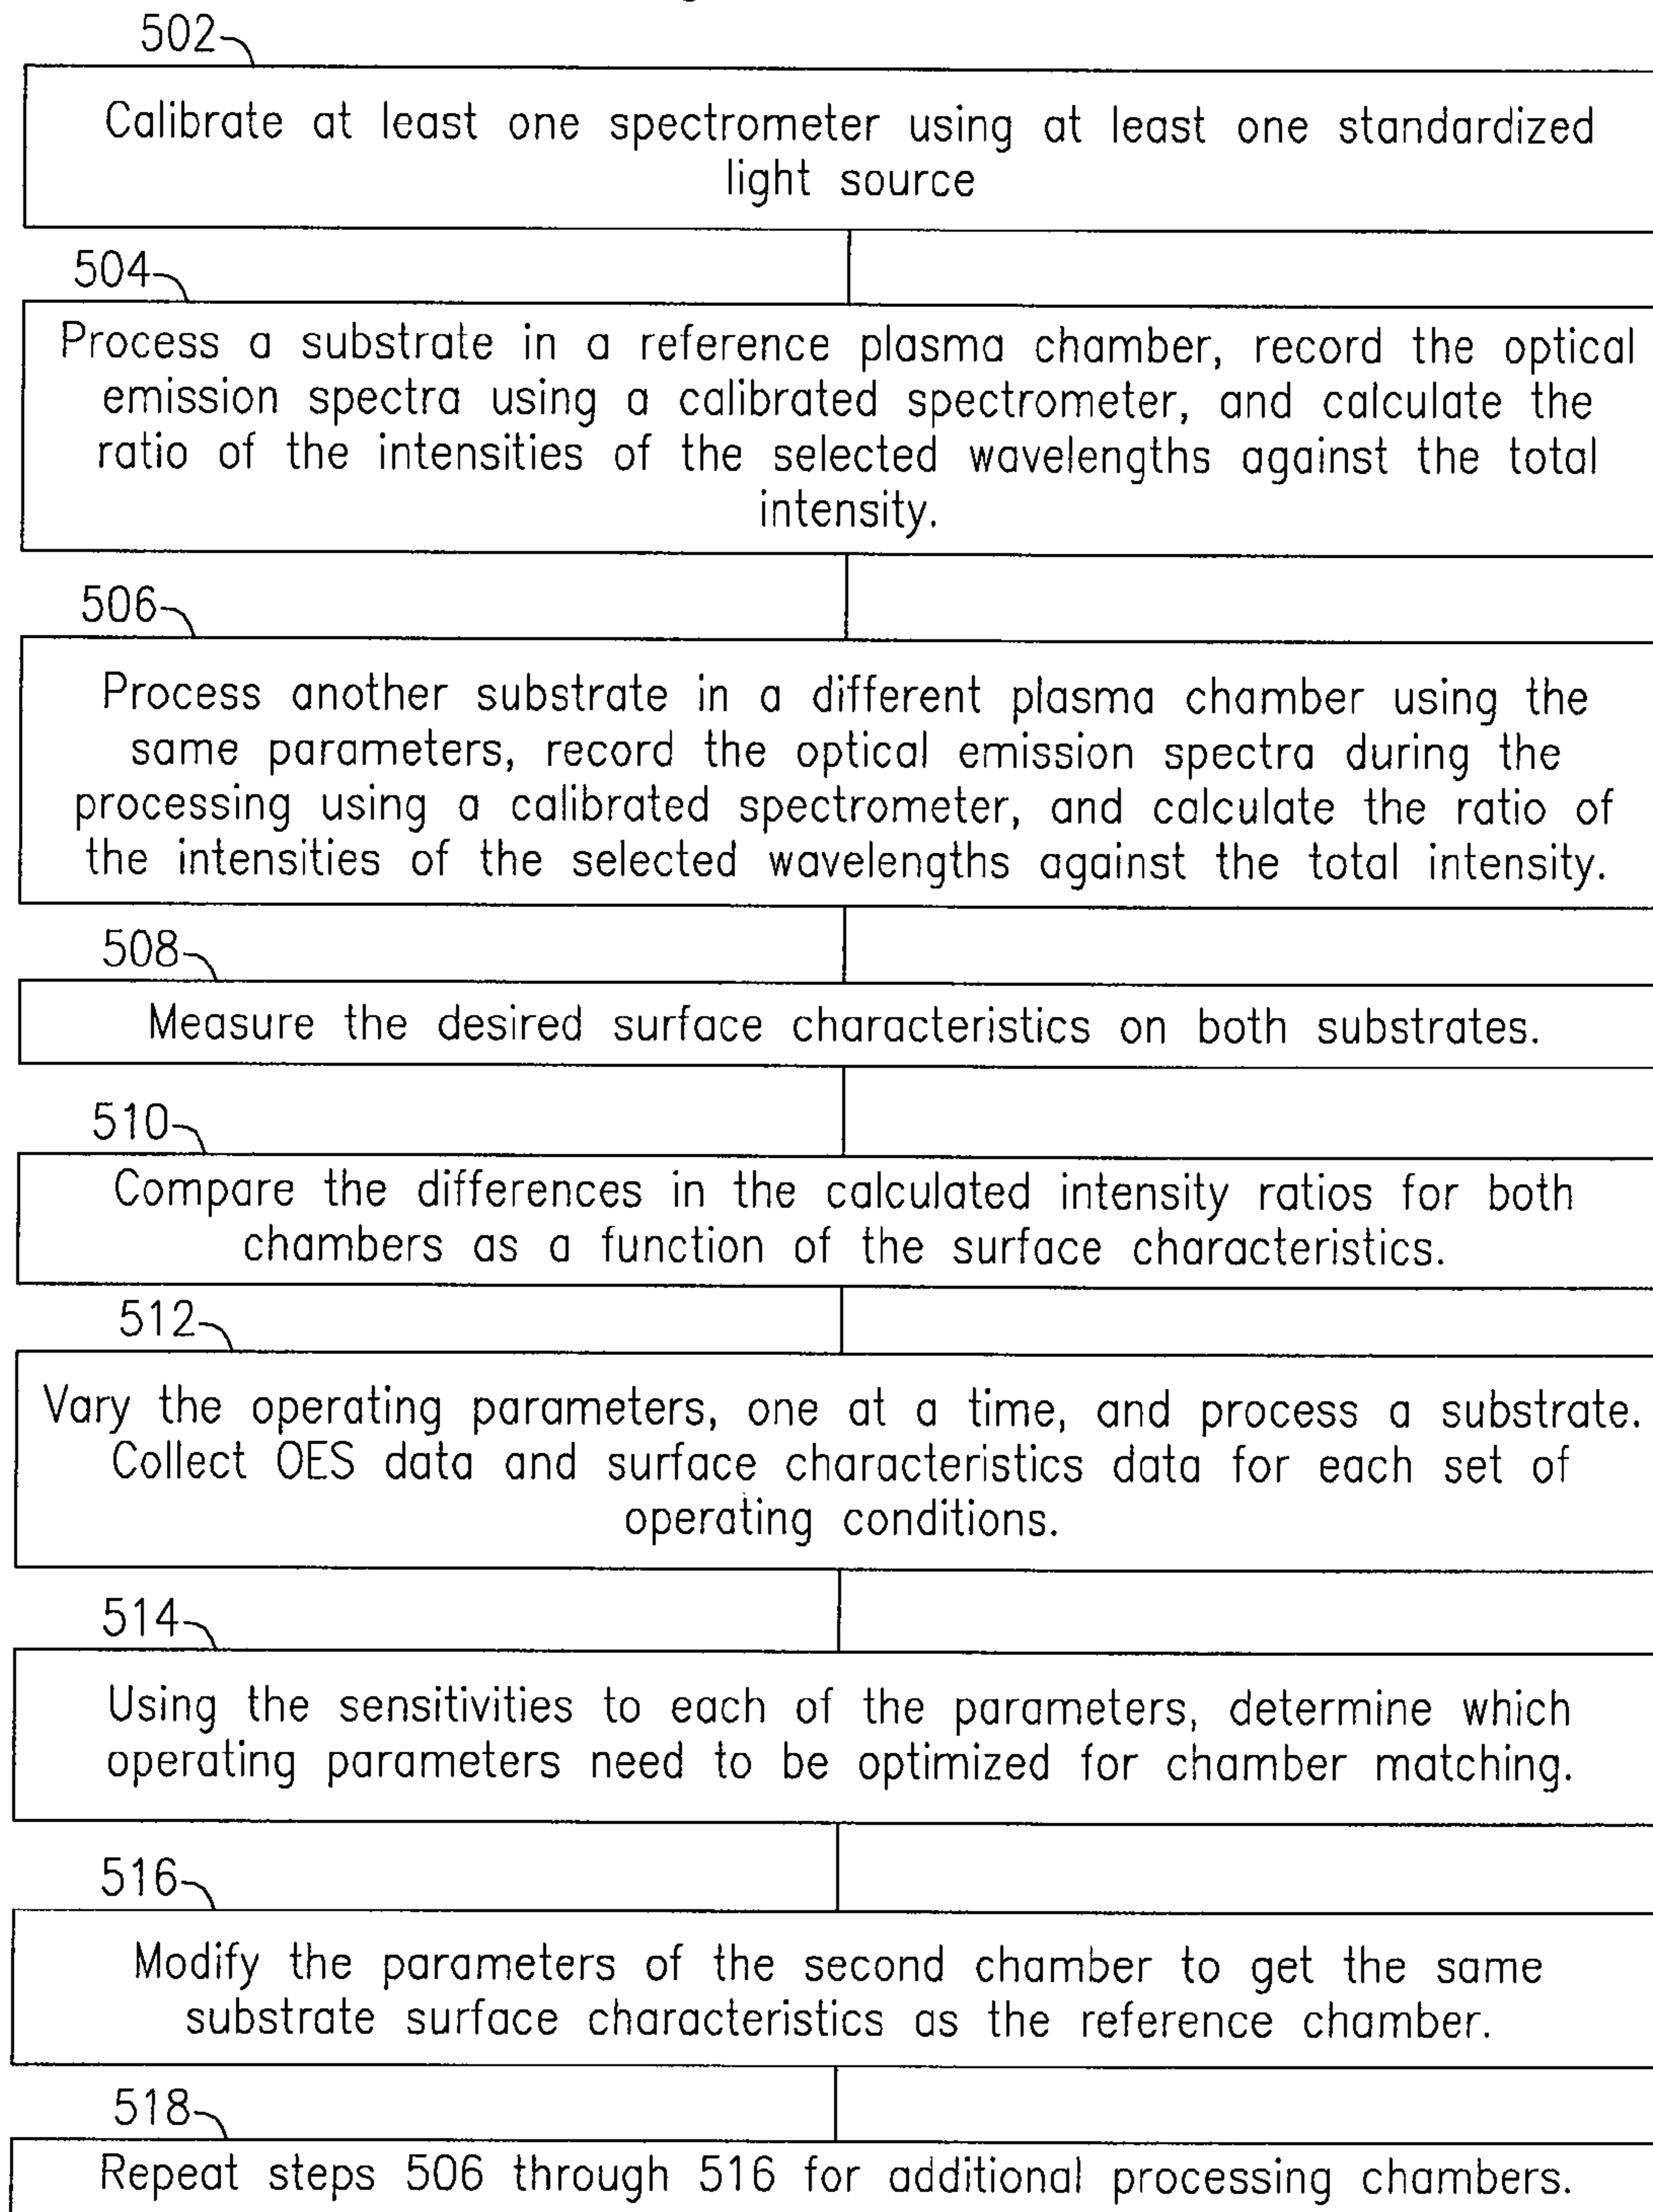 502
Calibrate at least one spectrometer using at least one standardized
light source
504
Process a substrate in a reference plasma chamber, record the optical
emission spectra using a calibrated spectrometer, and calculate the
ratio of the intensities of the selected wavelengths against the total
intensity.
506
Process another substrate in a different plasma chamber using the
same parameters, record the optical emission spectra during the
processing using a calibrated spectrometer, and calculate the ratio of
the intensities of the selected wavelengths against the total intensity.
508
Measure the desired surface characteristics on both substrates.
510
Compare the differences in the calculated intensity ratios for both
chambers as a function of the surface characteristics.
512
Vary the operating parameters, one at a time, and process a substrate.
Collect OES data and surface characteristics data for each set of
operating conditions.
514
Using the sensitivities to each of the parameters, determine which
operating parameters need to be optimized for chamber matching.
516
Modify the parameters of the second chamber to get the same
substrate surface characteristics as the reference chamber.
518
Repeat steps 506 through 516 for additional processing chambers.